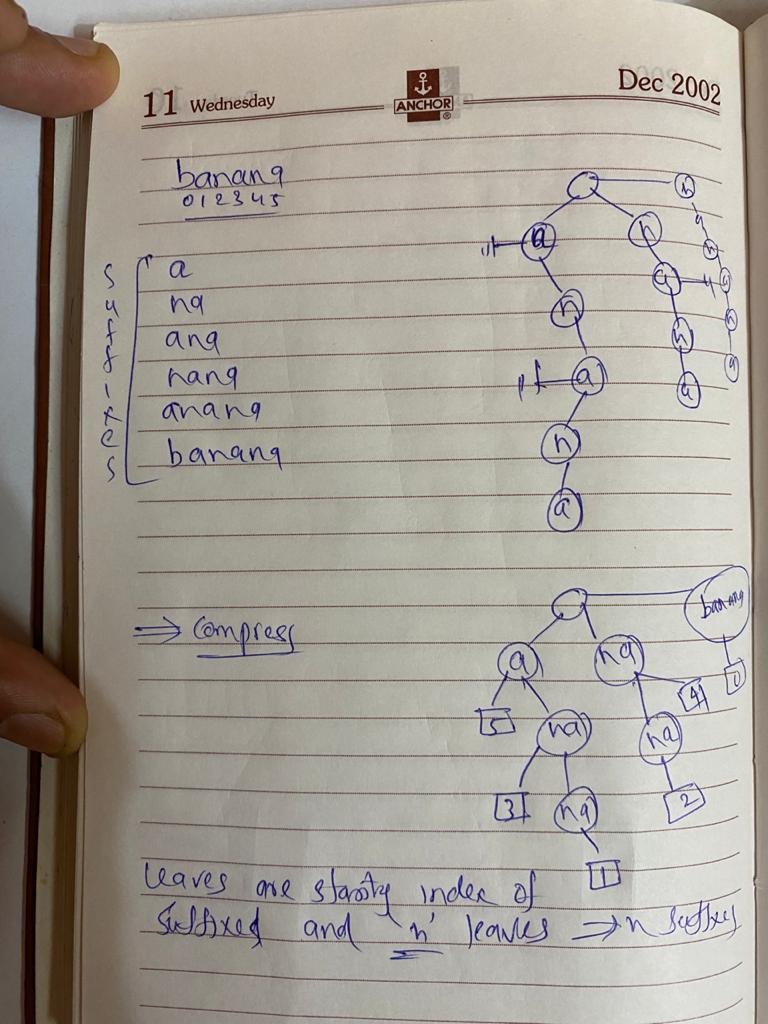 11 Wednesday
ANCHOR
®
Dec 2002
banana
012345
suffixes
a
na
ana
nana
anana
banana
n
a
n
a
n
a
n
a
n
a
n
a
n
a
⇒ Compress
banana
a
na
0
4
5
na
na
3
na
2
1
leaves are starting index of
suffixes and 'n' leaves ⇒ n suffixes